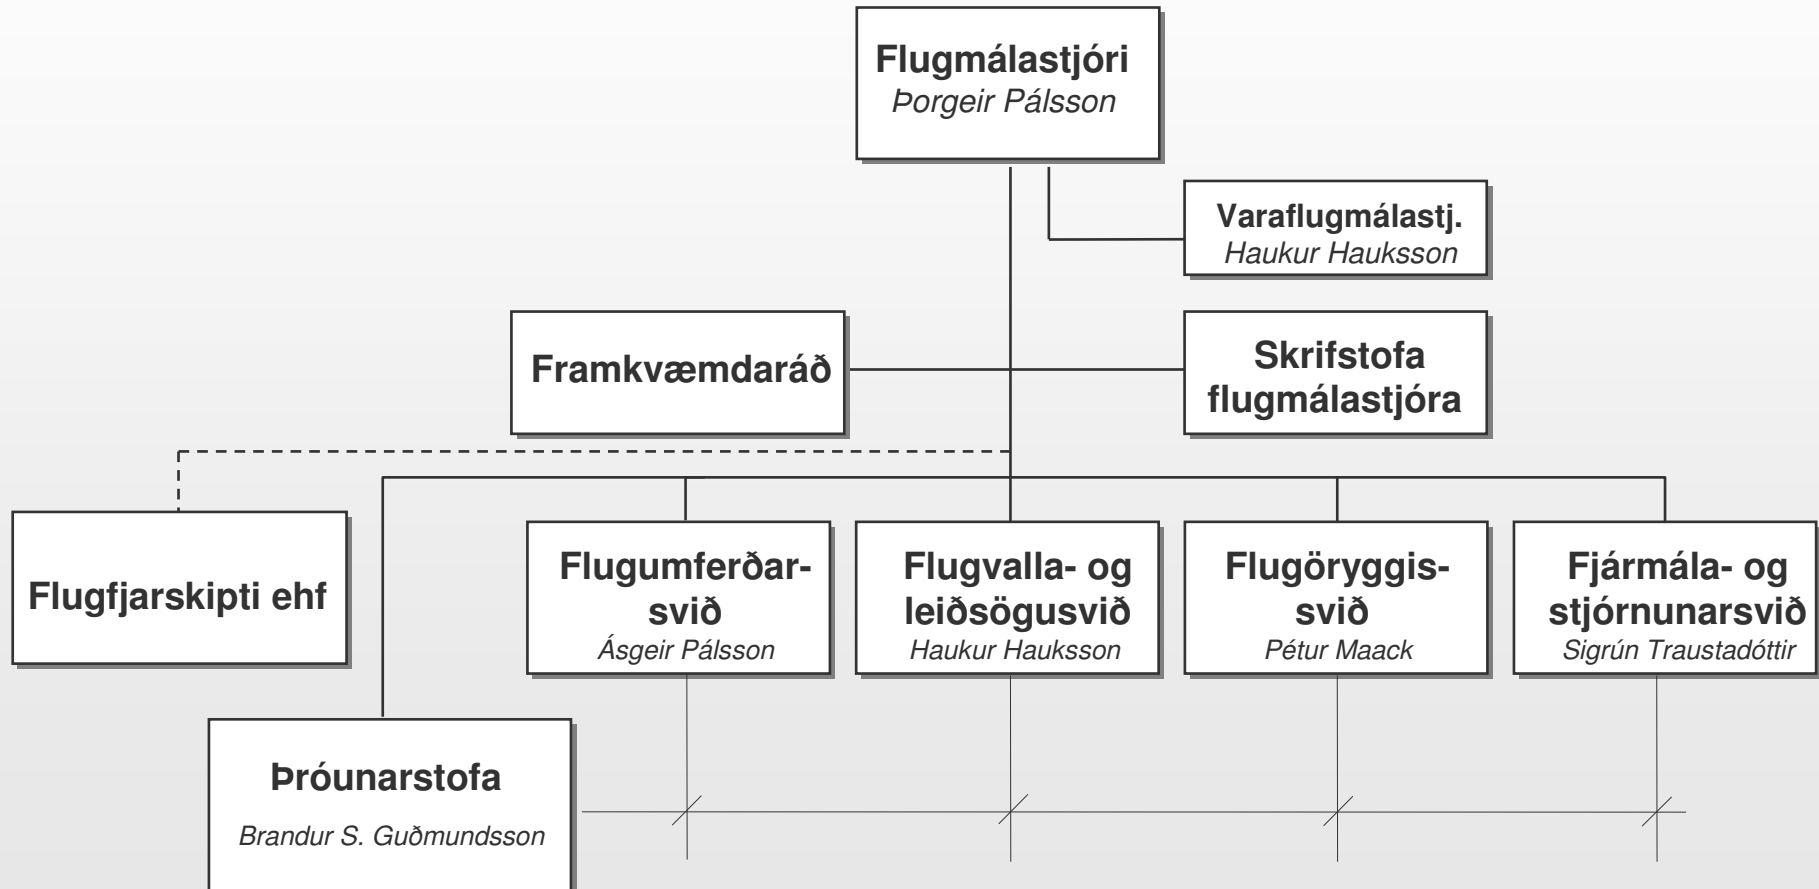 Flugmálastjóri
Þorgeir Pálsson
Varaflugmálastj.
Haukur Hauksson
Framkvæmdaráð
Skrifstofa
flugmálastjóra
Flugfjarskipti ehf
Flugumferðar-
svið
Ásgeir Pálsson
Flugvalla- og
leiðsögusvið
Haukur Hauksson
Flugöryggis-
svið
Pétur Maack
Fjármála- og
stjórnunarsvið
Sigrún Traustadóttir
Þróunarstofa
Brandur S. Guðmundsson